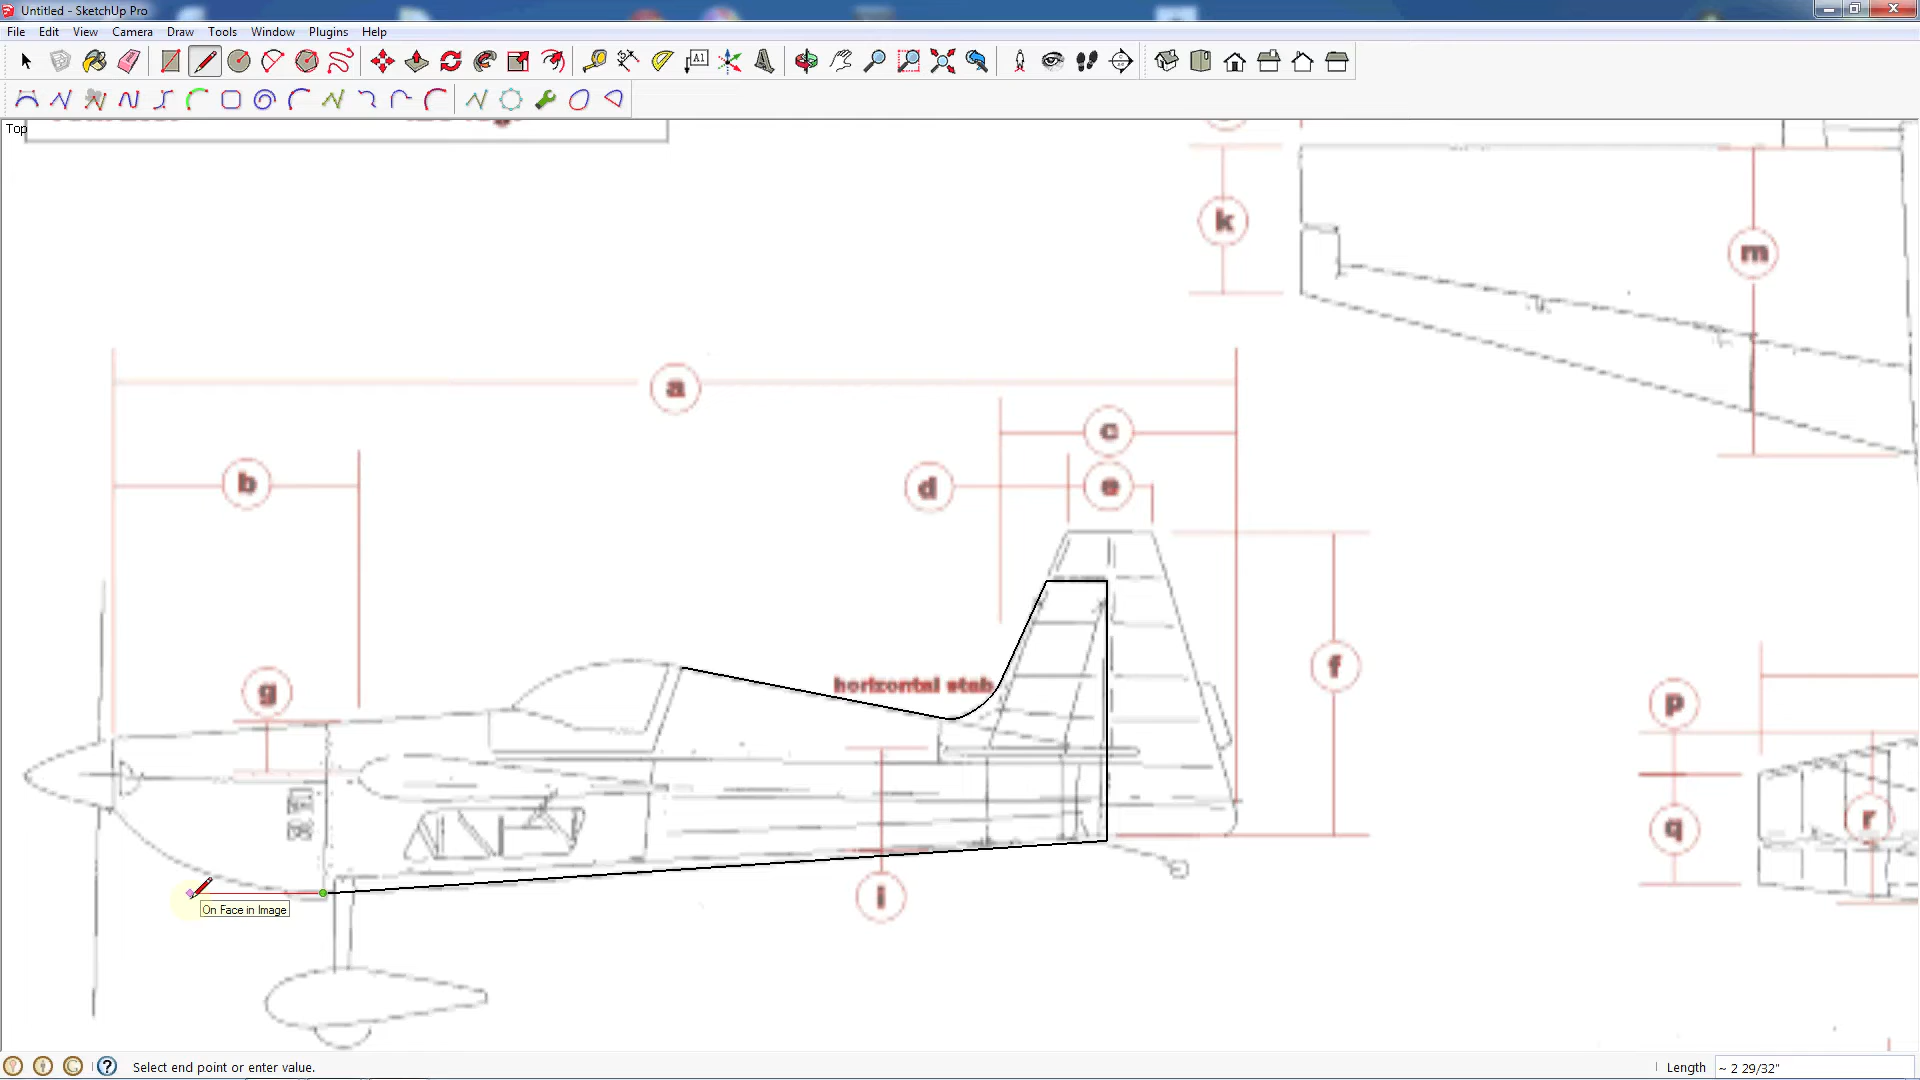 Untitled - SketchUp Pro
File Edit View Camera Draw Tools Window Plugins Help
A1
Top
k
m
a
c
b
d
e
g
horizontal stab
f
p
q
r
i
On Face in Image
Select end point or enter value.
Length ~ 2 29/32"